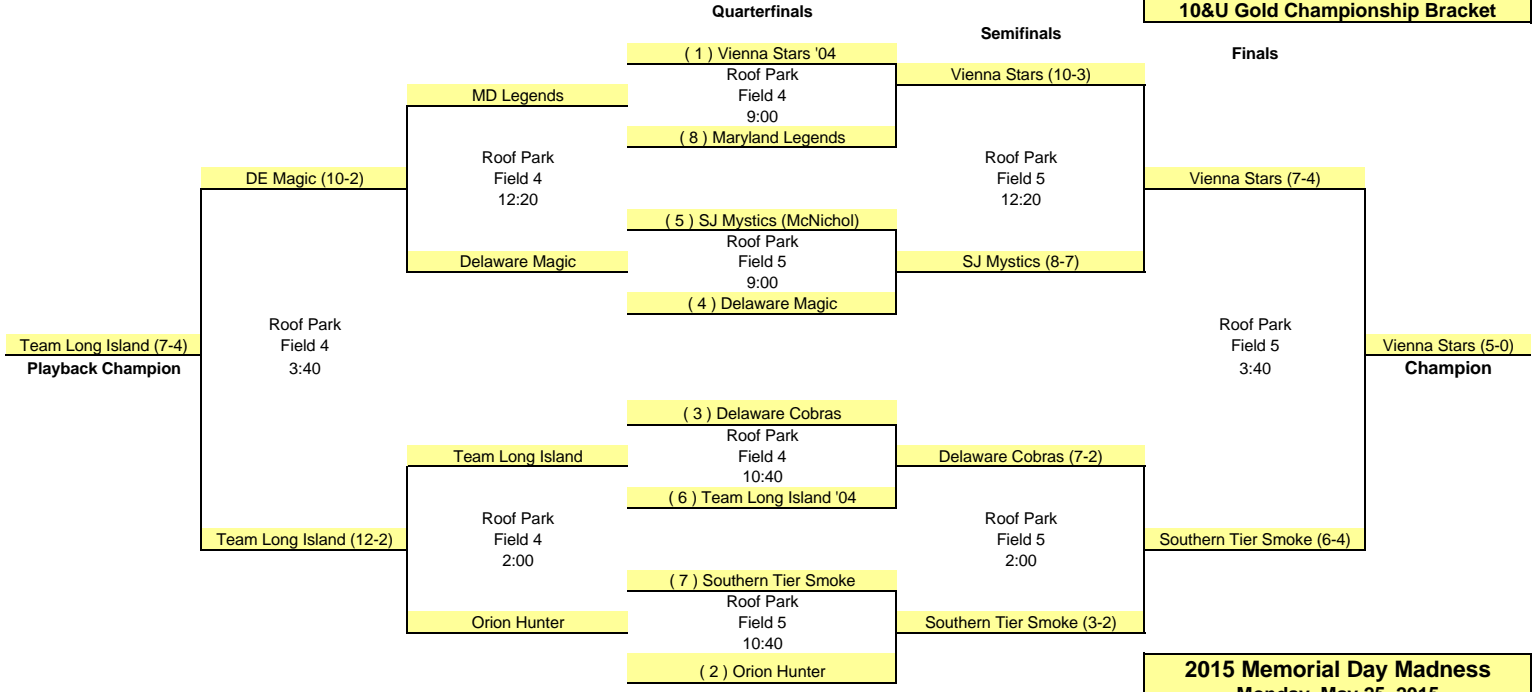 10&U Gold Championship Bracket
Quarterfinals
Semifinals
Finals
( 1 ) Vienna Stars '04
Roof Park
Field 4
9:00
( 8 ) Maryland Legends
( 5 ) SJ Mystics (McNichol)
Roof Park
Field 5
9:00
( 4 ) Delaware Magic
( 3 ) Delaware Cobras
Roof Park
Field 4
10:40
( 6 ) Team Long Island '04
( 7 ) Southern Tier Smoke
Roof Park
Field 5
10:40
( 2 ) Orion Hunter
Vienna Stars (10-3)
Roof Park
Field 5
12:20
SJ Mystics (8-7)
Delaware Cobras (7-2)
Roof Park
Field 5
2:00
Southern Tier Smoke (3-2)
Vienna Stars (7-4)
Roof Park
Field 5
3:40
Southern Tier Smoke (6-4)
Vienna Stars (5-0)
Champion
MD Legends
Roof Park
Field 4
12:20
Delaware Magic
Team Long Island
Roof Park
Field 4
2:00
Orion Hunter
DE Magic (10-2)
Roof Park
Field 4
3:40
Team Long Island (12-2)
Team Long Island (7-4)
Playback Champion
2015 Memorial Day Madness
Monday, May 25, 2015